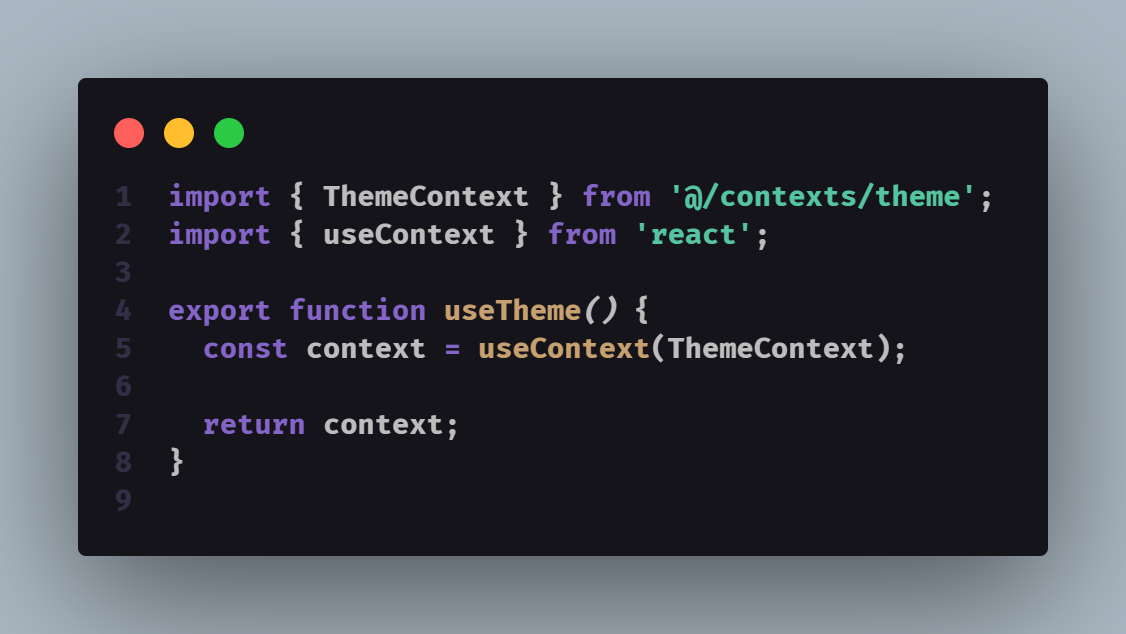 1 import { ThemeContext } from '@/contexts/theme';
2 import { useContext } from 'react';
3
4 export function useTheme() {
5   const context = useContext(ThemeContext);
6
7   return context;
8 }
9